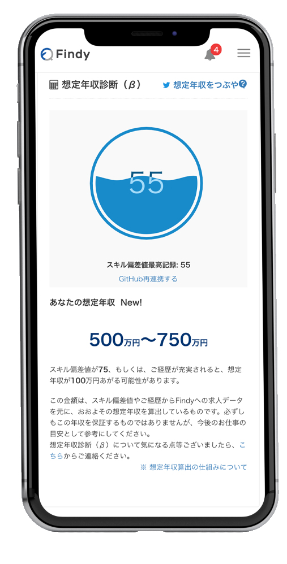 Findy
4
想定年収診断（β）
想定年収をつぶや?
55
スキル偏差値最高記録: 55
GitHub再連携する
あなたの想定年収 New!
500万円〜750万円
スキル偏差値が75、もしくは、ご経歴が充実されると、想定
年収が100万円あがる可能性があります。
この金額は、スキル偏差値やご経歴からFindyへの求人データ
を元に、おおよその想定年収を算出しているものです。必ずし
もこの年収を保証するものではありませんが、今後のお仕事の
目安として参考にしてください。
想定年収診断（β）について気になる点等ございましたら、こ
ちらからご連絡ください。
※ 想定年収算出の仕組みについて